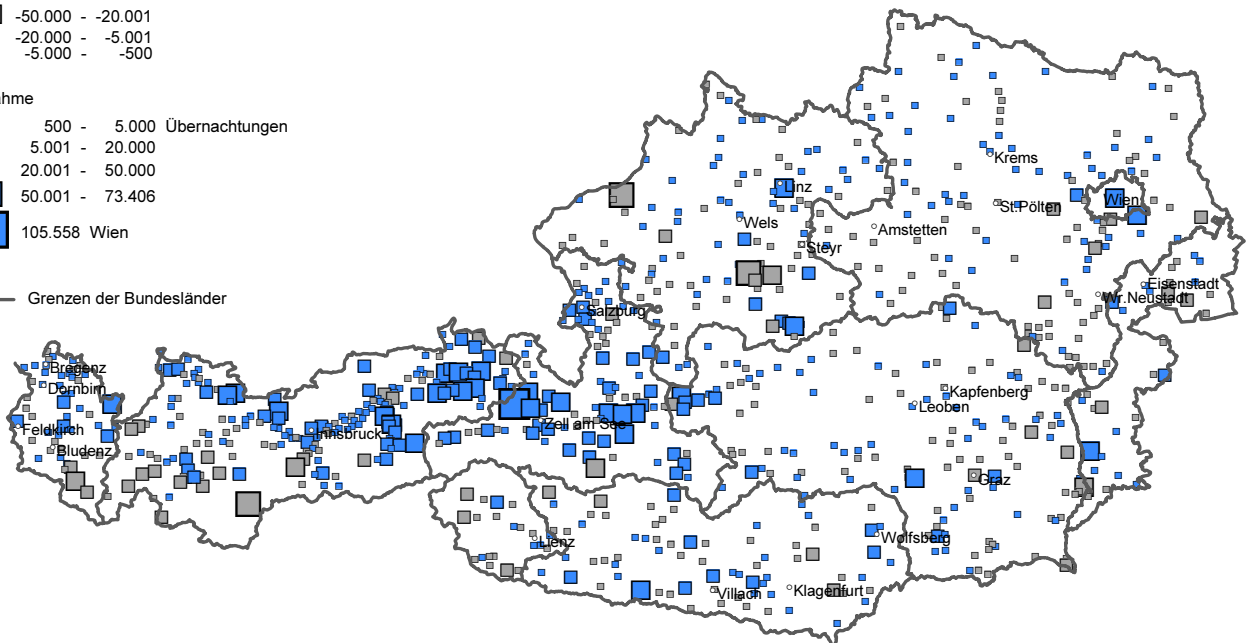 -50.000 - -20.001
-20.000 - -5.001
-5.000 - -500
500 - 5.000 Übernachtungen
5.001 - 20.000
20.001 - 50.000
50.001 - 73.406
105.558 Wien
Grenzen der Bundesländer
Krems
Linz
Wien
St.Pölten
Wels
Amstetten
Steyr
Eisenstadt
Wr.Neustadt
Salzburg
Bregenz
Dornbirn
Kapfenberg
Leoben
Zell am See
Feldkirch
Innsbruck
Bludenz
Graz
Wolfsberg
Lienz
Villach
Klagenfurt